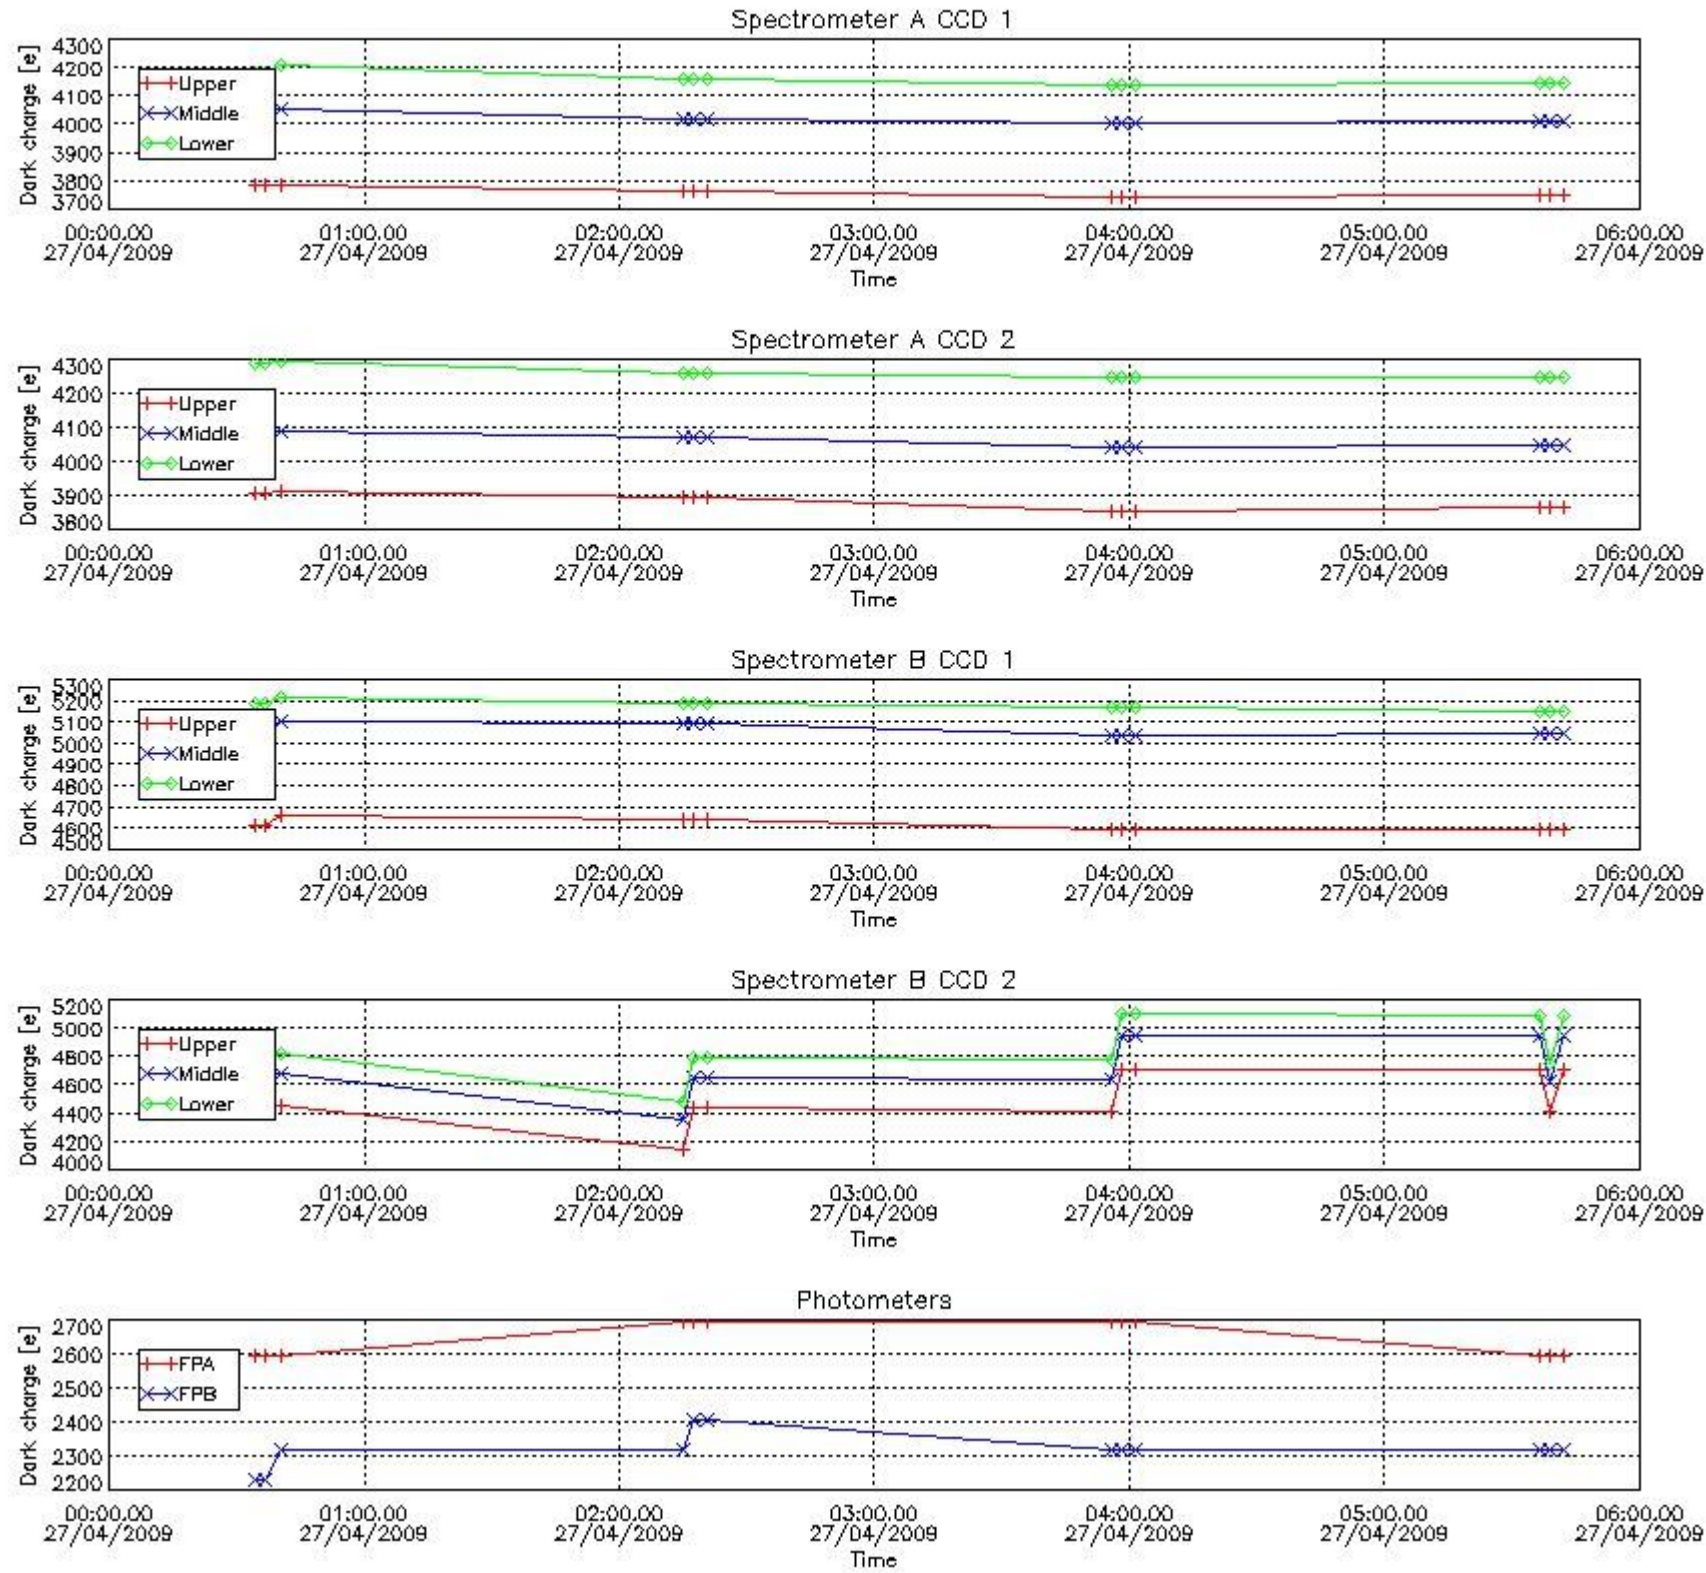 Spectrometer A CCD 1
Dark charge [e]
4300
4200
4100
4000
3900
3800
3700
Upper
Middle
Lower
00:00.00 01:00.00 02:00.00 03:00.00 04:00.00 05:00.00 06:00.00
27/04/2009 27/04/2009 27/04/2009 27/04/2009 27/04/2009 27/04/2009 27/04/2009
Time
Spectrometer A CCD 2
Dark charge [e]
4300
4200
4100
4000
3900
3800
Upper
Middle
Lower
00:00.00 01:00.00 02:00.00 03:00.00 04:00.00 05:00.00 06:00.00
27/04/2009 27/04/2009 27/04/2009 27/04/2009 27/04/2009 27/04/2009 27/04/2009
Time
Spectrometer B CCD 1
Dark charge [e]
5300
5200
5100
5000
4900
4800
4700
4600
4500
Upper
Middle
Lower
00:00.00 01:00.00 02:00.00 03:00.00 04:00.00 05:00.00 06:00.00
27/04/2009 27/04/2009 27/04/2009 27/04/2009 27/04/2009 27/04/2009 27/04/2009
Time
Spectrometer B CCD 2
Dark charge [e]
5200
5000
4800
4600
4400
4200
4000
Upper
Middle
Lower
00:00.00 01:00.00 02:00.00 03:00.00 04:00.00 05:00.00 06:00.00
27/04/2009 27/04/2009 27/04/2009 27/04/2009 27/04/2009 27/04/2009 27/04/2009
Time
Photometers
Dark charge [e]
2700
2600
2500
2400
2300
2200
FPA
FPB
00:00.00 01:00.00 02:00.00 03:00.00 04:00.00 05:00.00 06:00.00
27/04/2009 27/04/2009 27/04/2009 27/04/2009 27/04/2009 27/04/2009 27/04/2009
Time